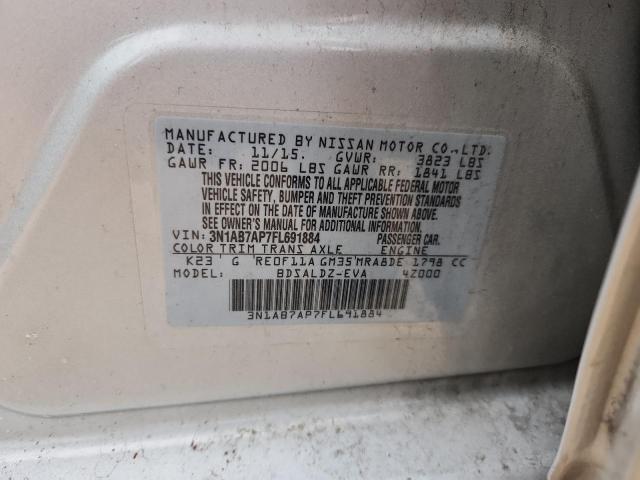 MANUFACTURED BY NISSAN MOTOR CO.,LTD.
DATE: 11/15. GVWR: 3823 LBS
GAWR FR: 2006 LBS GAWR RR: 1841 LBS
THIS VEHICLE CONFORMS TO ALL APPLICABLE FEDERAL MOTOR
VEHICLE SAFETY, BUMPER AND THEFT PREVENTION STANDARDS
IN EFFECT ON THE DATE OF MANUFACTURE SHOWN ABOVE.
SEE OWNER'S MANUAL FOR ADDITIONAL INFORMATION.
VIN: 3N1AB7AP7FL691884 PASSENGER CAR.
COLOR TRIM TRANS AXLE ENGINE
K23 G RE0F11A GM35 MRA8DE 1798 CC
MODEL: BDSALDZ-EVA 4Z000
3N1AB7AP7FL691884